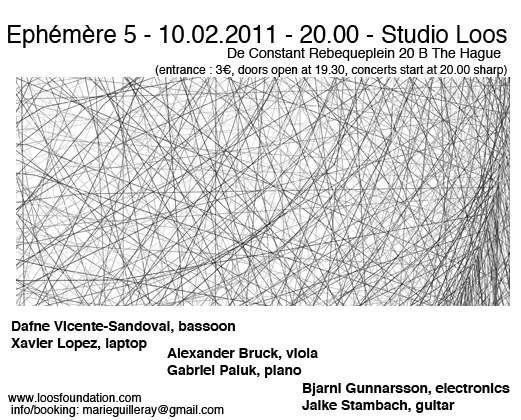 Ephémère 5 - 10.02.2011 - 20.00 - Studio Loos
De Constant Rebequeplein 20 B The Hague
(entrance : 3€, doors open at 19.30, concerts start at 20.00 sharp)
Dafne Vicente-Sandoval, bassoon
Xavier Lopez, laptop
Alexander Bruck, viola
Gabriel Paiuk, piano
Bjarni Gunnarsson, electronics
Jaike Stambach, guitar
www.loosfoundation.com
info/booking: marieguilleray@gmail.com